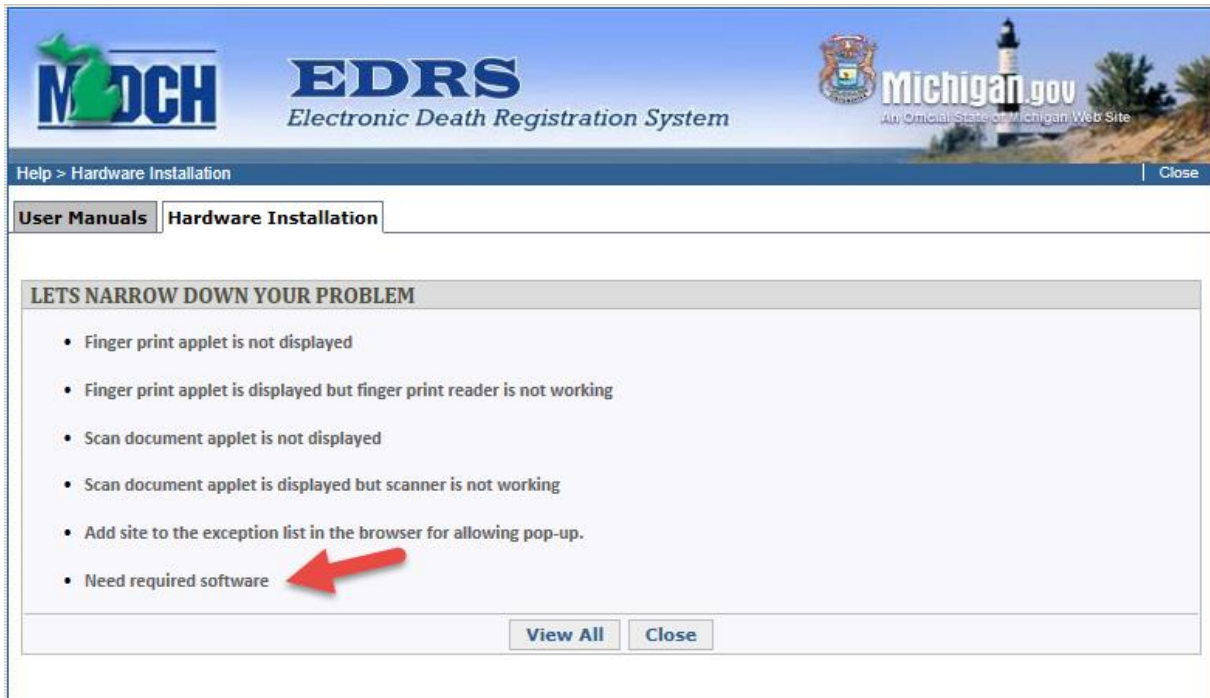 MDCH
EDRS
Electronic Death Registration System
Michigan.gov
An Official State of Michigan Web Site
Help > Hardware Installation | Close
User Manuals Hardware Installation
LETS NARROW DOWN YOUR PROBLEM
• Finger print applet is not displayed
• Finger print applet is displayed but finger print reader is not working
• Scan document applet is not displayed
• Scan document applet is displayed but scanner is not working
• Add site to the exception list in the browser for allowing pop-up.
• Need required software
View All Close